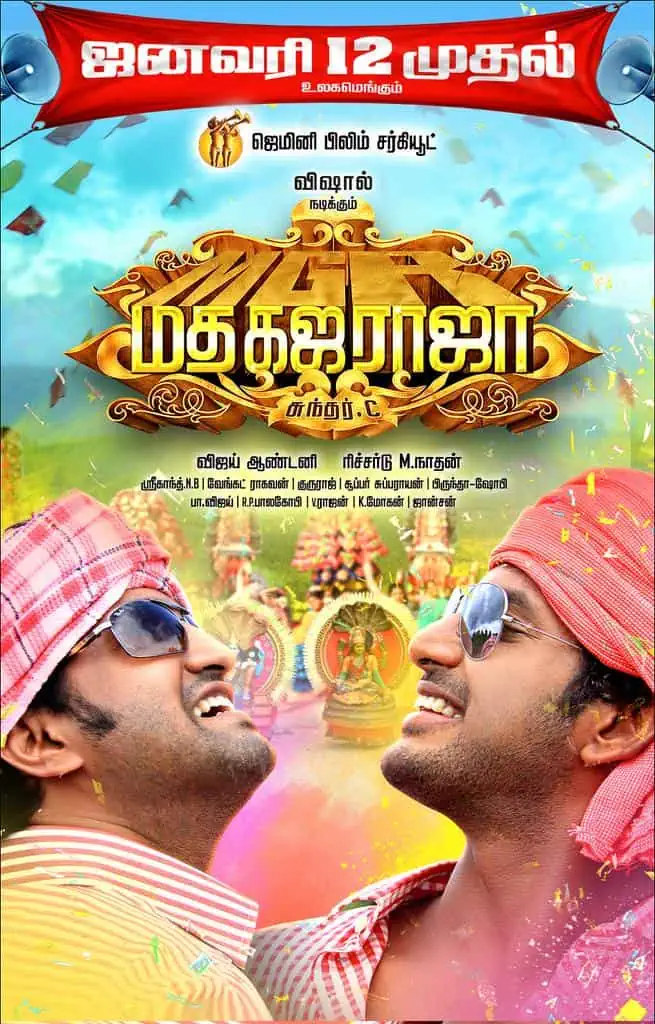 ஜனவரி 12 முதல்
உலகமெங்கும்
ஜெமினி பிலிம் சர்கியூட்
விஷால்
நடிக்கும்
MGR
மதகஜராஜா
சுந்தர்.C
விஜய் ஆண்டனி ரிச்சர்டு M.நாதன்
ஸ்ரீகாந்த்.N.B | வேங்கட் ராகவன் | குருராஜ் | சூப்பர் சுப்பராயன் | பிருந்தா-ஷோபி
பா.விஜய் | R.P.பாலகோபி | V.ராஜன் | K.மோகன் | ஜான்சன்